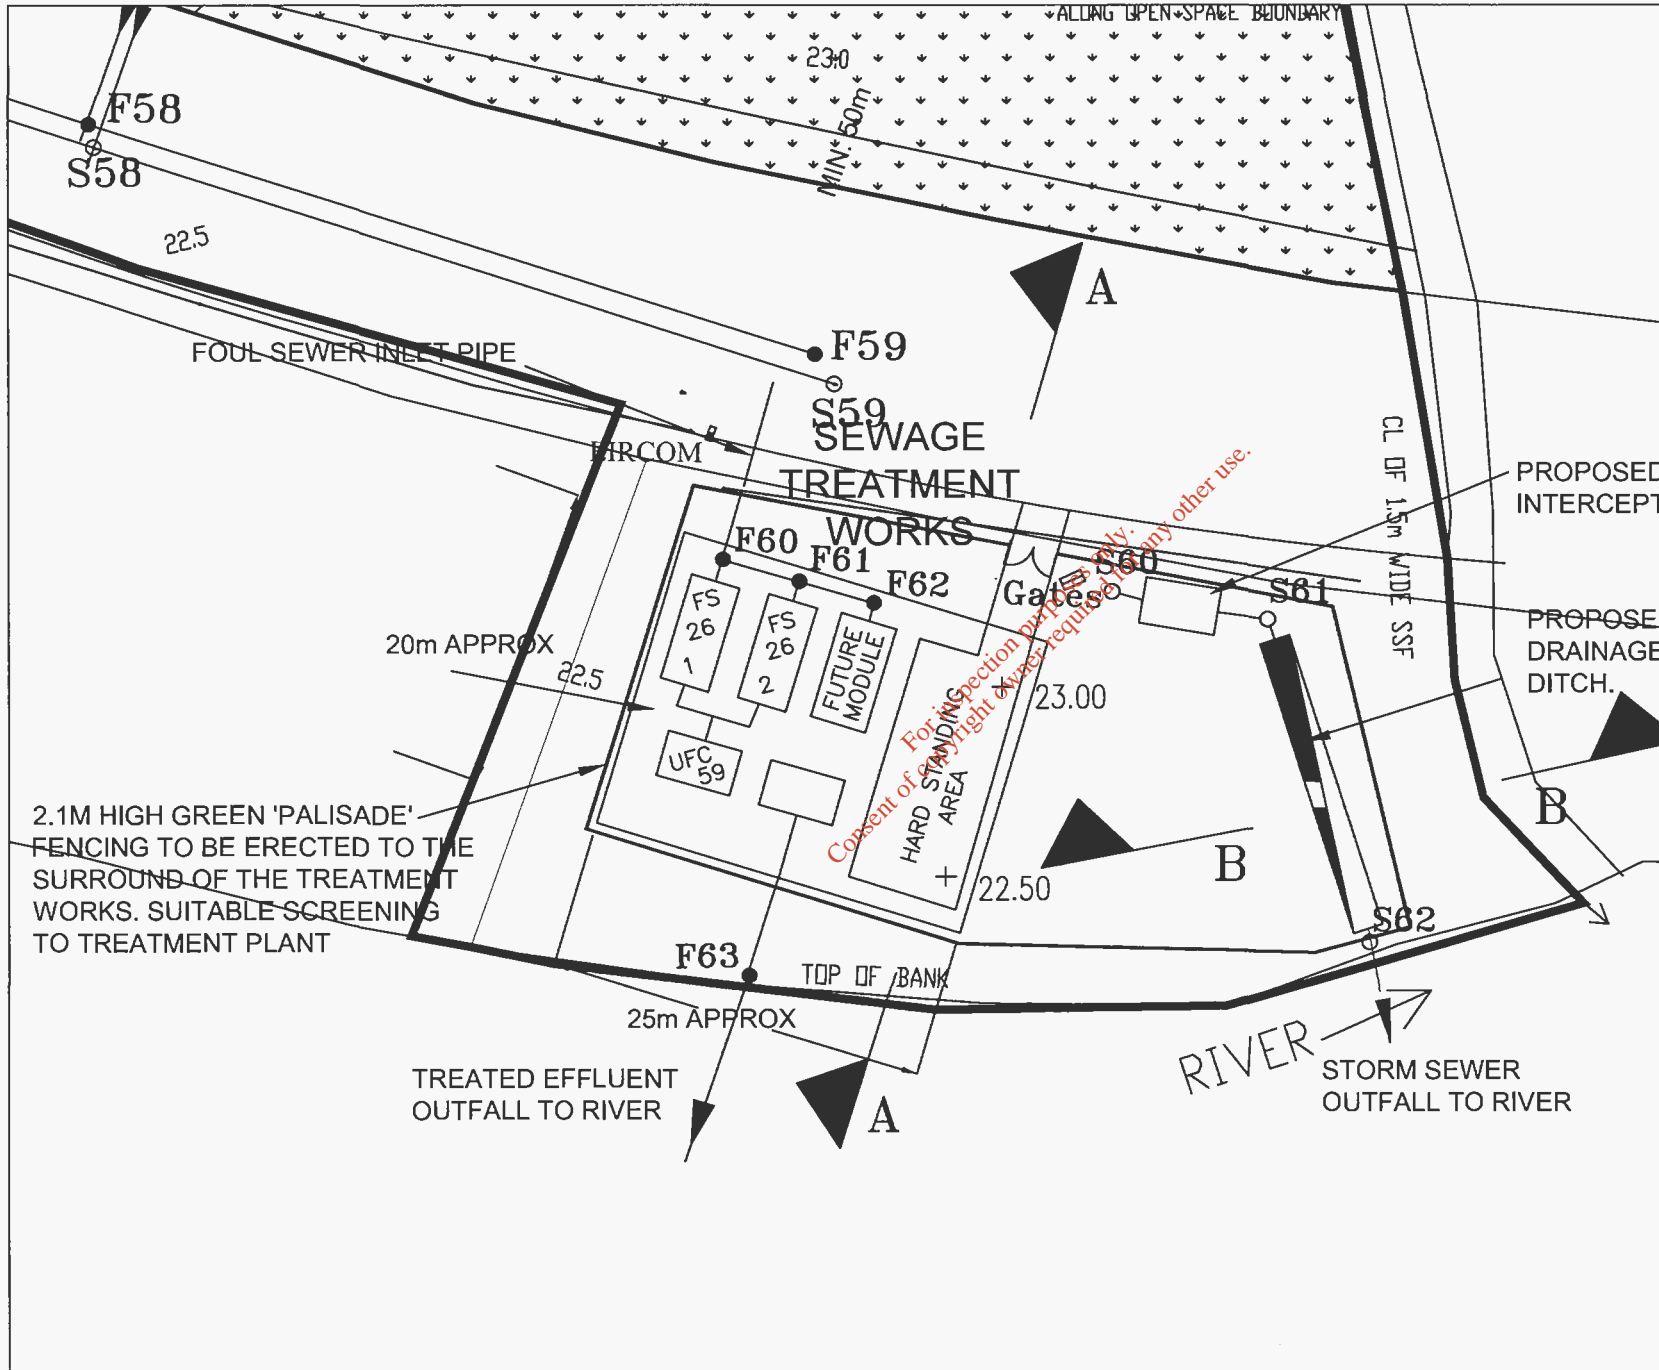 ALONG OPEN SPACE BOUNDARY
23.0
MIN. 50m
F58
S58
22.5
A
FOUL SEWER INLET PIPE
F59
S59
EIRCOM
SEWAGE
TREATMENT
WORKS
CL OF 1.5m WIDE SSF
PROPOSED
INTERCEPT
F60
F61
F62
Gates
S60
S61
PROPOSE
DRAINAGE
DITCH.
FS
26
1
FS
26
2
FUTURE
MODULE
20m APPROX
22.5
23.00
UFC
59
HARD STANDING
AREA
For inspection purposes only.
Consent of copyright owner required for any other use.
2.1M HIGH GREEN 'PALISADE'
FENCING TO BE ERECTED TO THE
SURROUND OF THE TREATMENT
WORKS. SUITABLE SCREENING
TO TREATMENT PLANT
B
B
22.50
S62
F63
TOP OF BANK
25m APPROX
RIVER
TREATED EFFLUENT
OUTFALL TO RIVER
A
STORM SEWER
OUTFALL TO RIVER